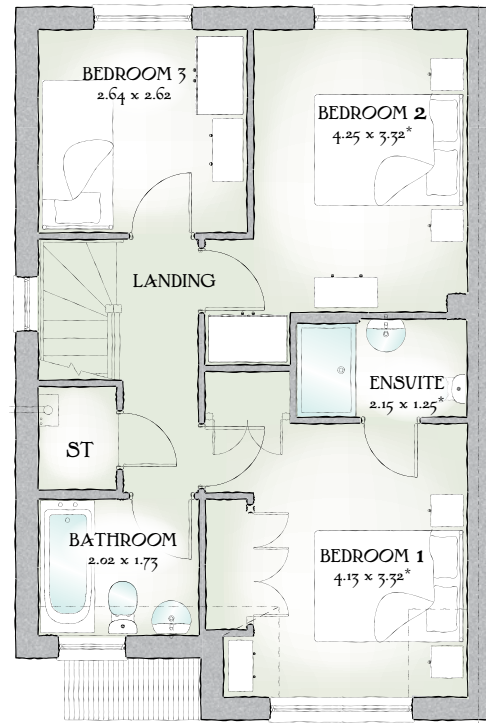 BEDROOM 3
2.64 x 2.62
BEDROOM 2
4.25 x 3.32*
LANDING
ENSUITE
2.15 x 1.25*
ST
BATHROOM
2.02 x 1.73
BEDROOM 1
4.13 x 3.32*